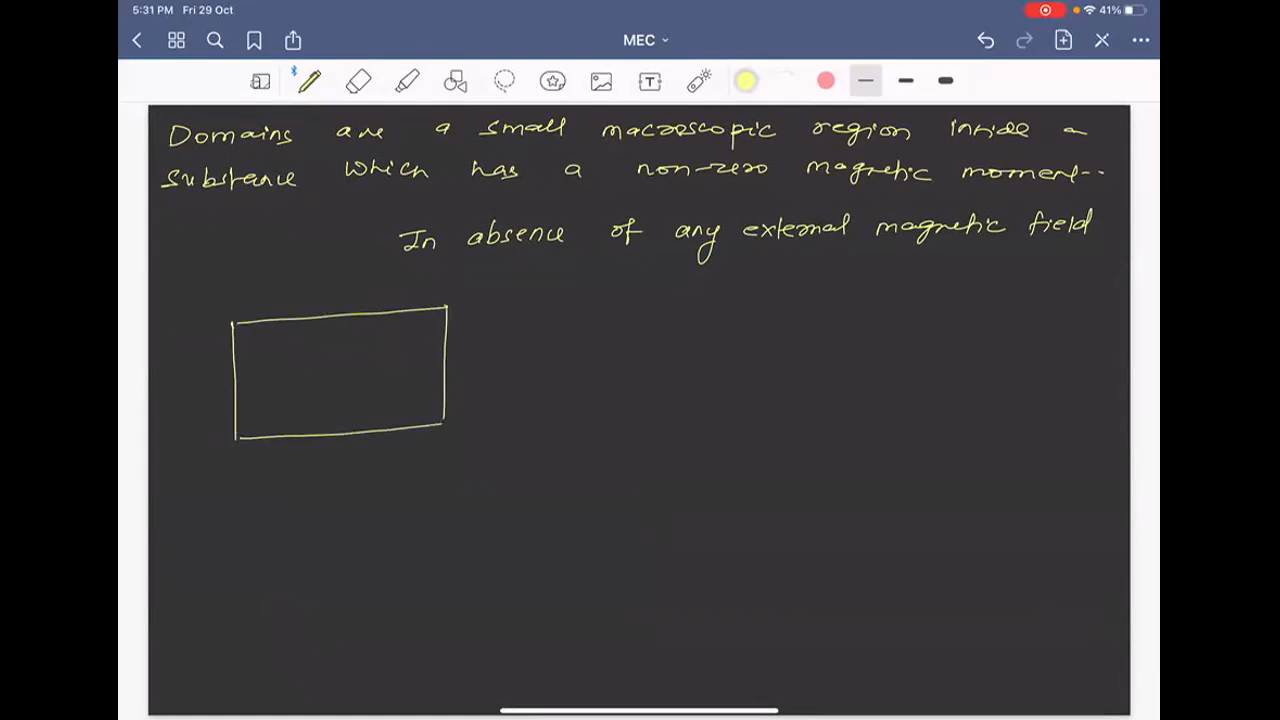 5:31 PM Fri 29 Oct
41%
MEC
Domains are a small macroscopic region inside a
substance which has a non-zero magnetic moment..
In absence of any external magnetic field